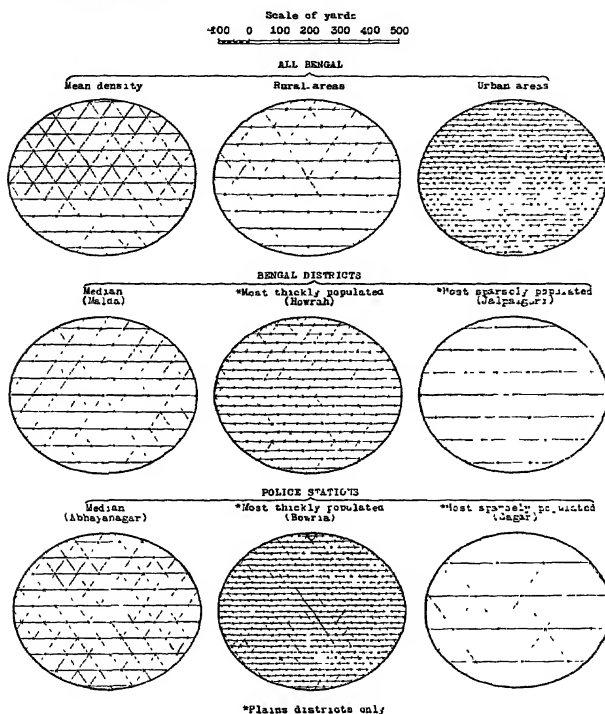 Scale of yards
-100 0 100 200 300 400 500
ALL BENGAL
Mean density Rural areas Urban areas
BENGAL DISTRICTS
Median *Most thickly populated *Most sparsely populated
(Malda) (Howrah) (Jalpaiguri)
POLICE STATIONS
Median *Most thickly populated *Most sparsely populated
(Abhayanagar) (Bowria) (Sagar)
*Plains districts only